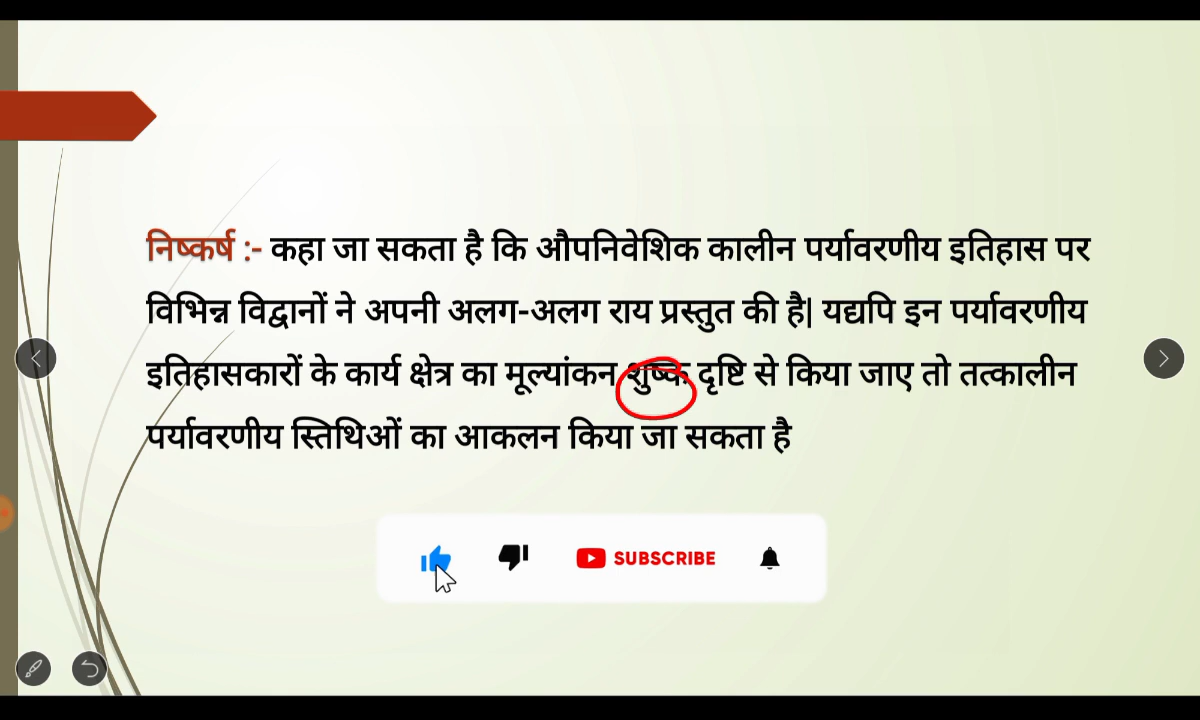 निष्कर्ष :- कहा जा सकता है कि औपनिवेशिक कालीन पर्यावरणीय इतिहास पर
विभिन्न विद्वानों ने अपनी अलग-अलग राय प्रस्तुत की है| यद्यपि इन पर्यावरणीय
इतिहासकारों के कार्य क्षेत्र का मूल्यांकन शुष्क दृष्टि से किया जाए तो तत्कालीन
पर्यावरणीय स्तिथिओं का आकलन किया जा सकता है
SUBSCRIBE